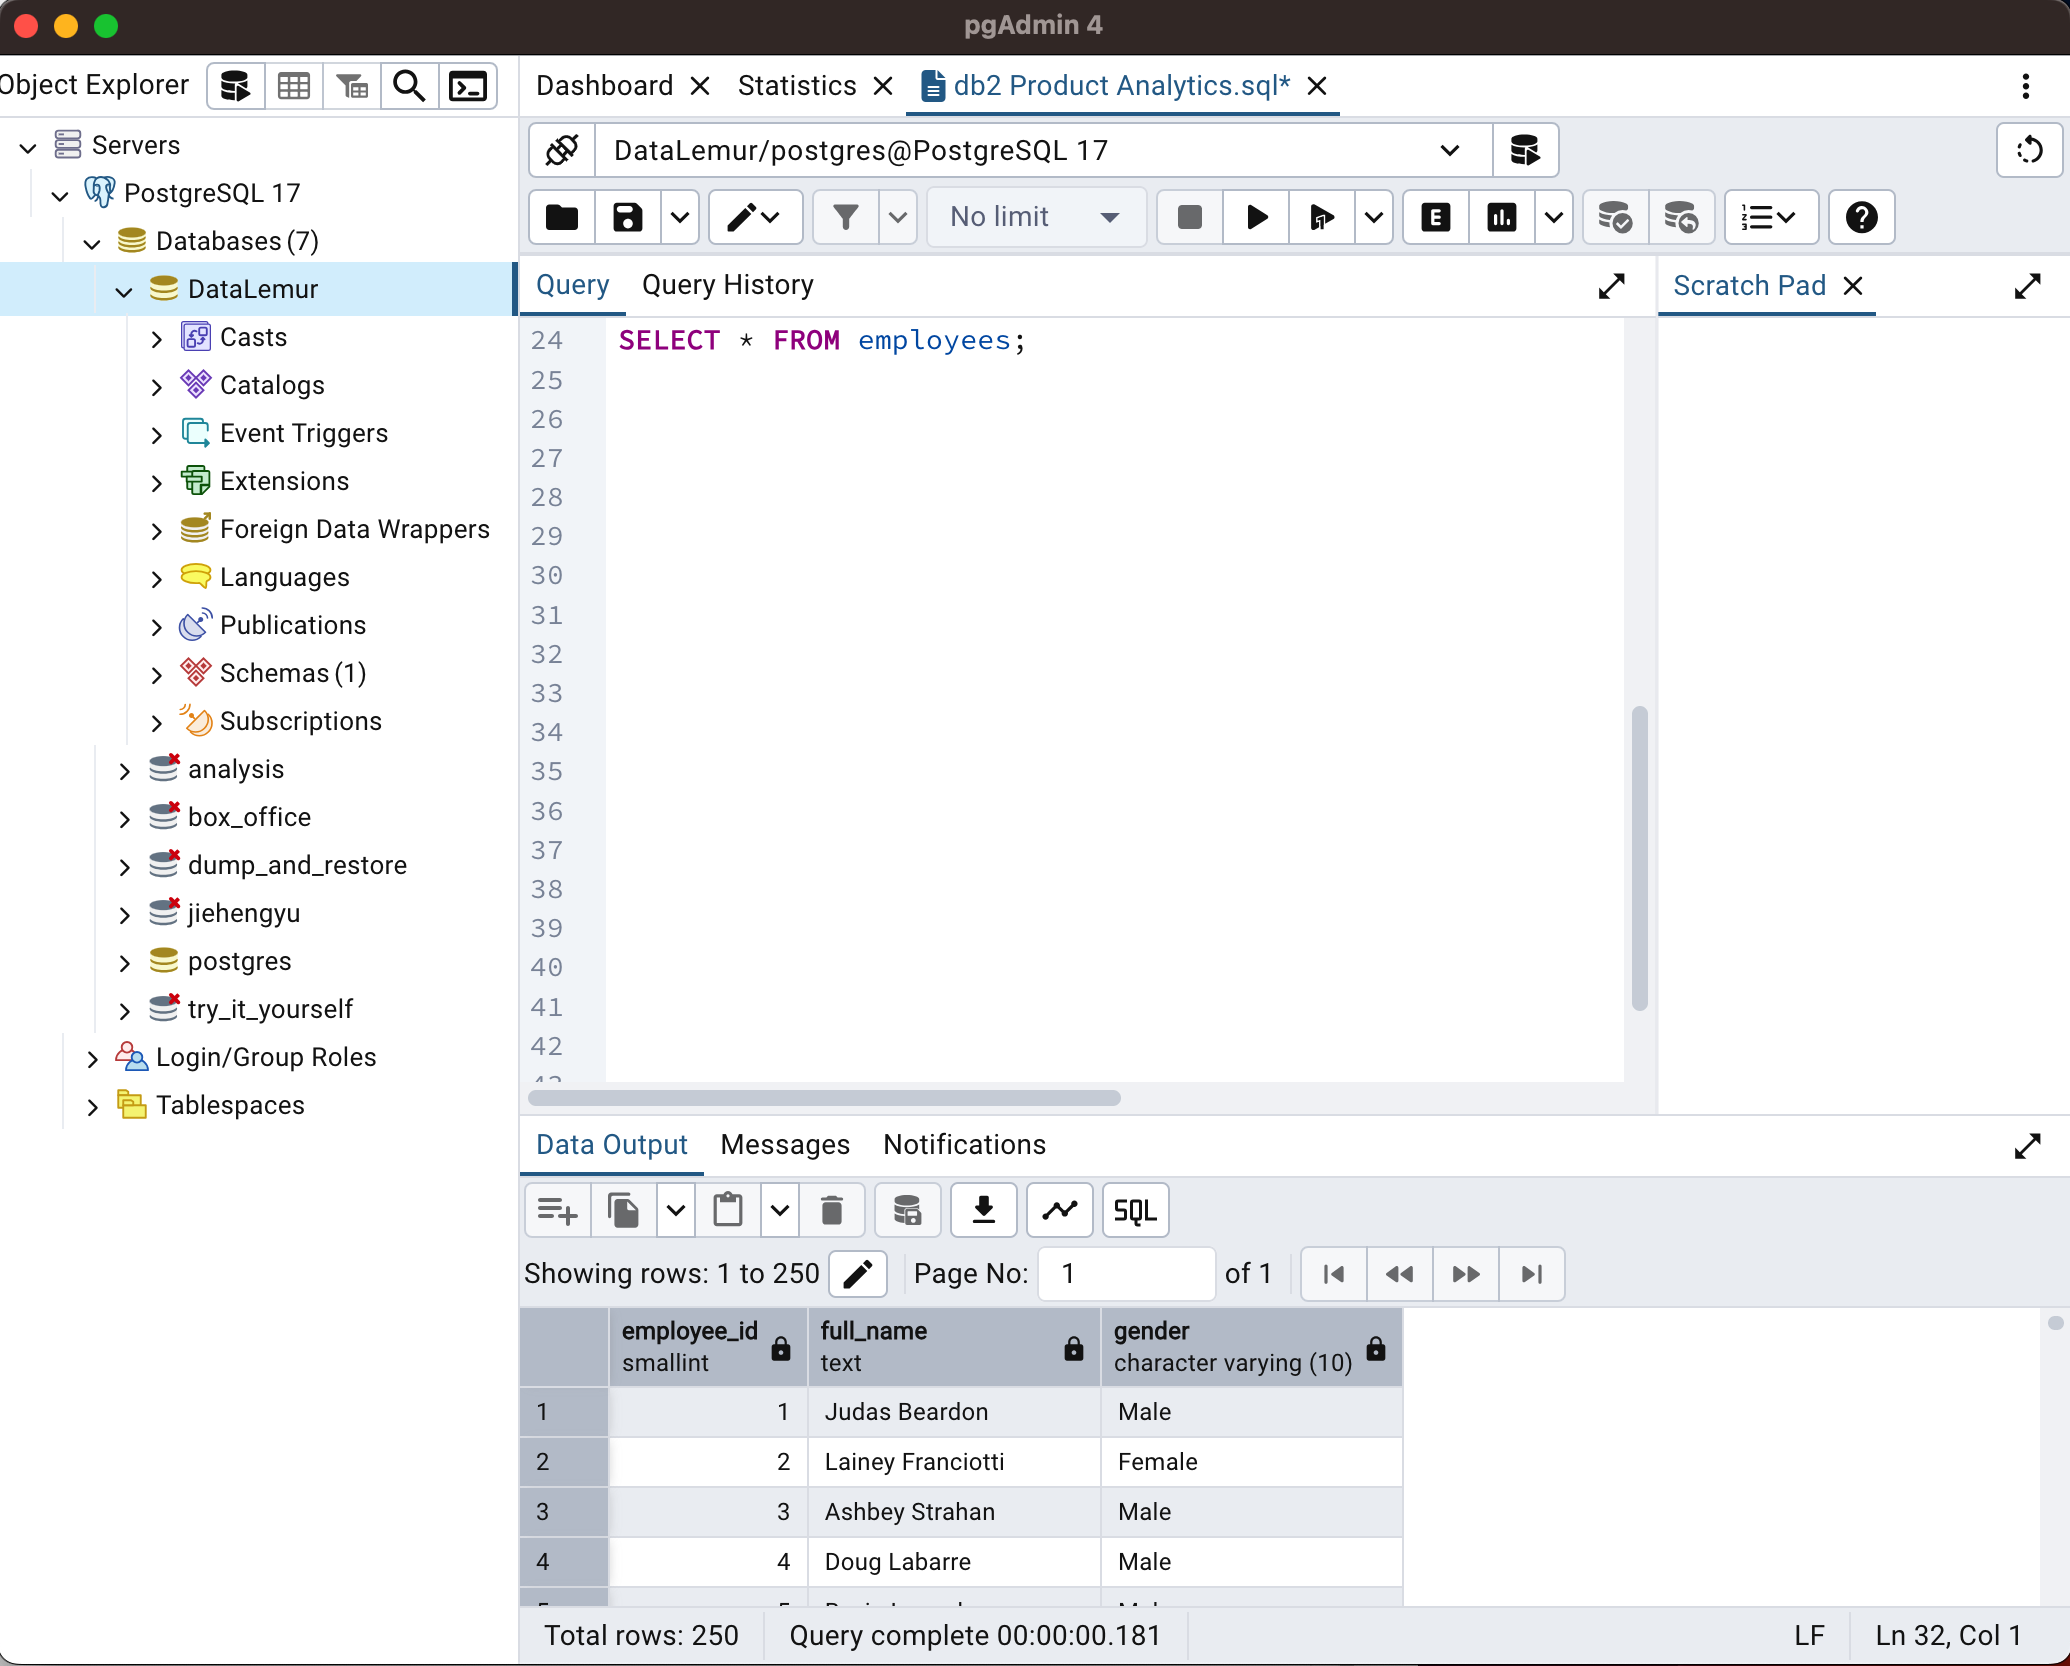 pgAdmin 4
Object Explorer
Dashboard
Statistics
db2 Product Analytics.sql*
Servers
PostgreSQL 17
Databases (7)
DataLemur
Casts
Catalogs
Event Triggers
Extensions
Foreign Data Wrappers
Languages
Publications
Schemas (1)
Subscriptions
analysis
box_office
dump_and_restore
jiehengyu
postgres
try_it_yourself
Login/Group Roles
Tablespaces
DataLemur/postgres@PostgreSQL 17
No limit
E
Query
Query History
Scratch Pad
24 SELECT * FROM employees;
25
26
27
28
29
30
31
32
33
34
35
36
37
38
39
40
41
42
Data Output
Messages
Notifications
SQL
Showing rows: 1 to 250
Page No: 1 of 1
employee_id full_name gender
smallint text character varying (10)
1 1 Judas Beardon Male
2 2 Lainey Franciotti Female
3 3 Ashbey Strahan Male
4 4 Doug Labarre Male
Total rows: 250
Query complete 00:00:00.181
LF
Ln 32, Col 1